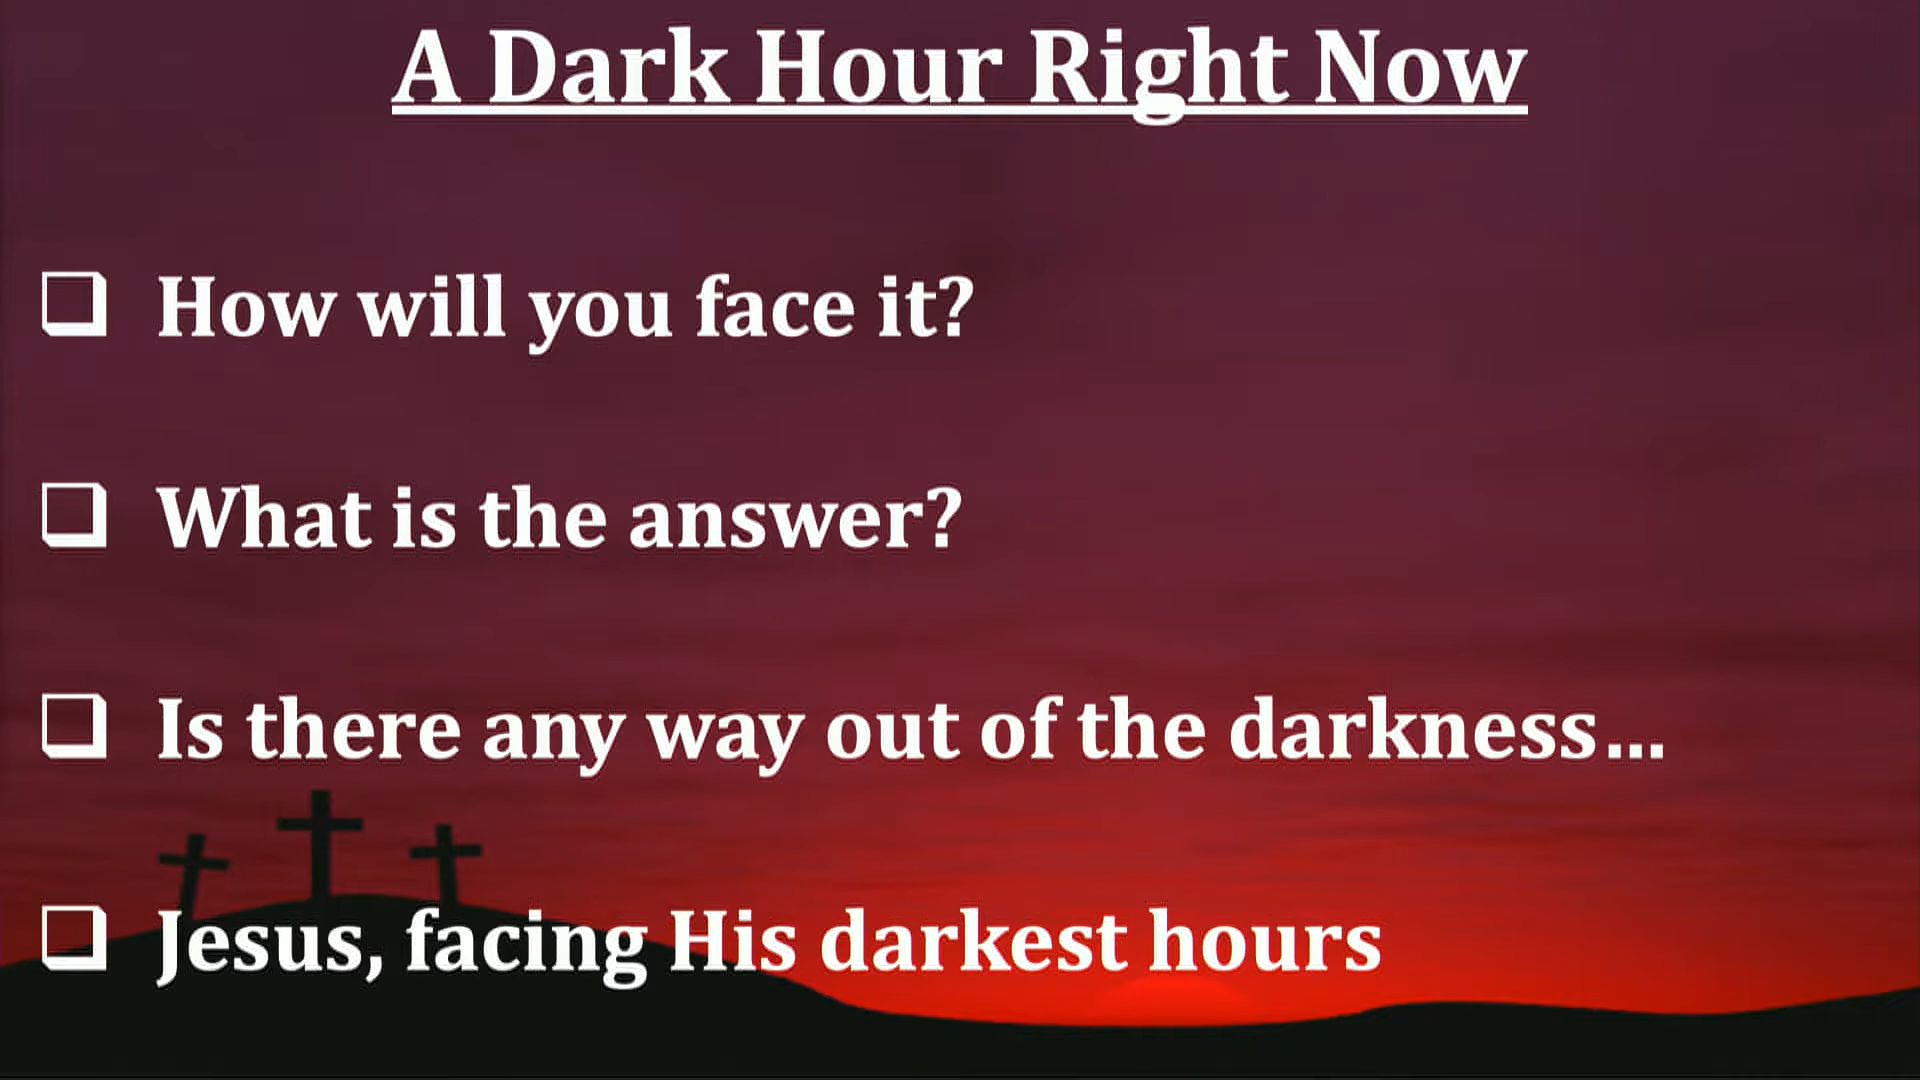 A Dark Hour Right Now
How will you face it?
What is the answer?
Is there any way out of the darkness...
Jesus, facing His darkest hours